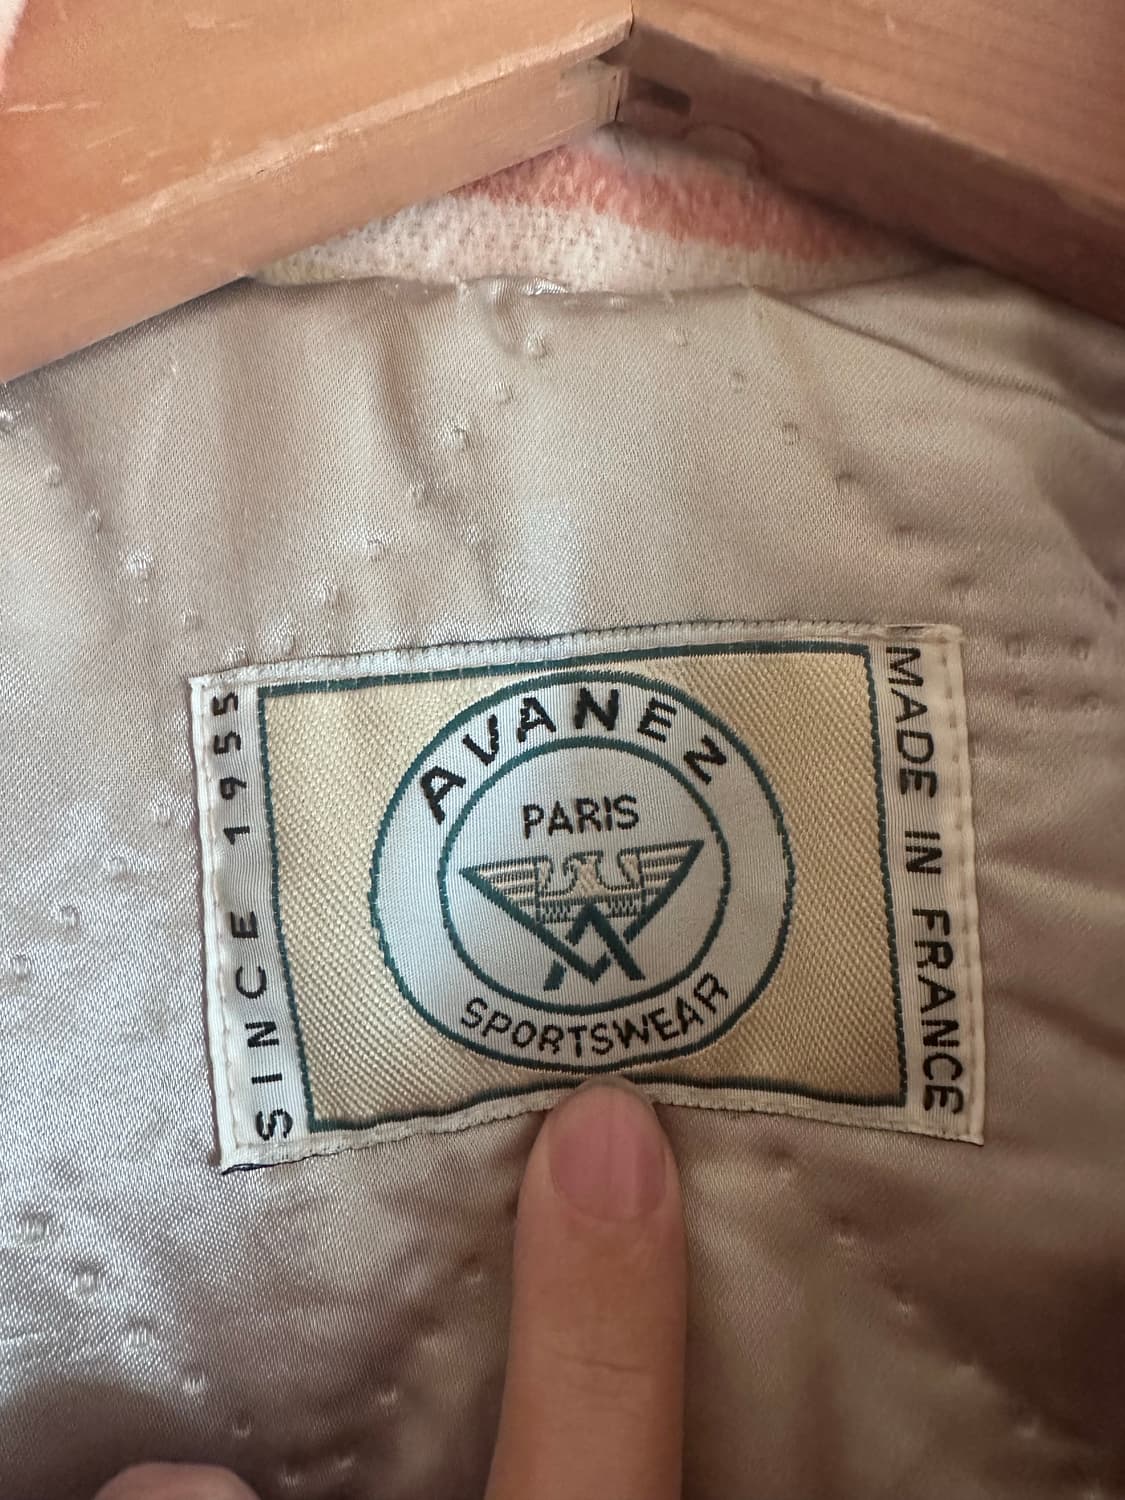 SINCE 1955
AVANEZ
PARIS
SPORTSWEAR
MADE IN FRANCE